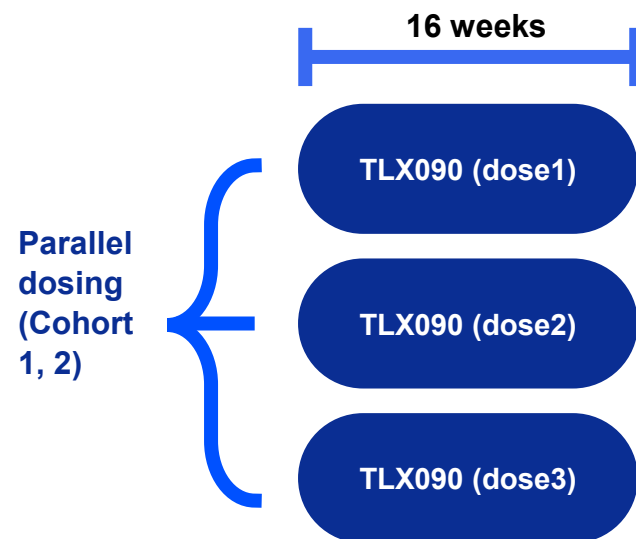 16 weeks
TLX090 (dose1)
Parallel
dosing
(Cohort
1, 2)
TLX090 (dose2)
TLX090 (dose3)